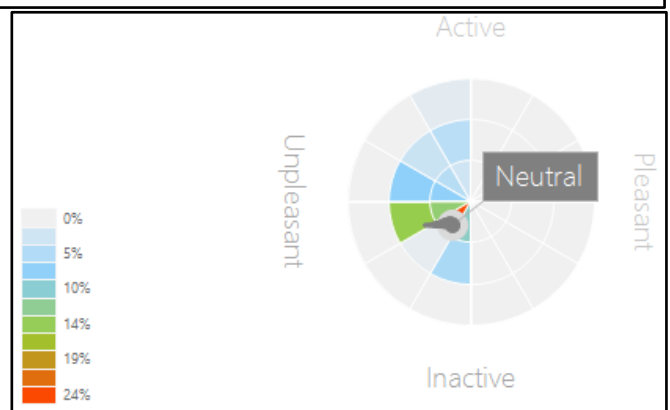 Active
Unpleasant
Neutral
Pleasant
0%
5%
10%
14%
19%
24%
Inactive